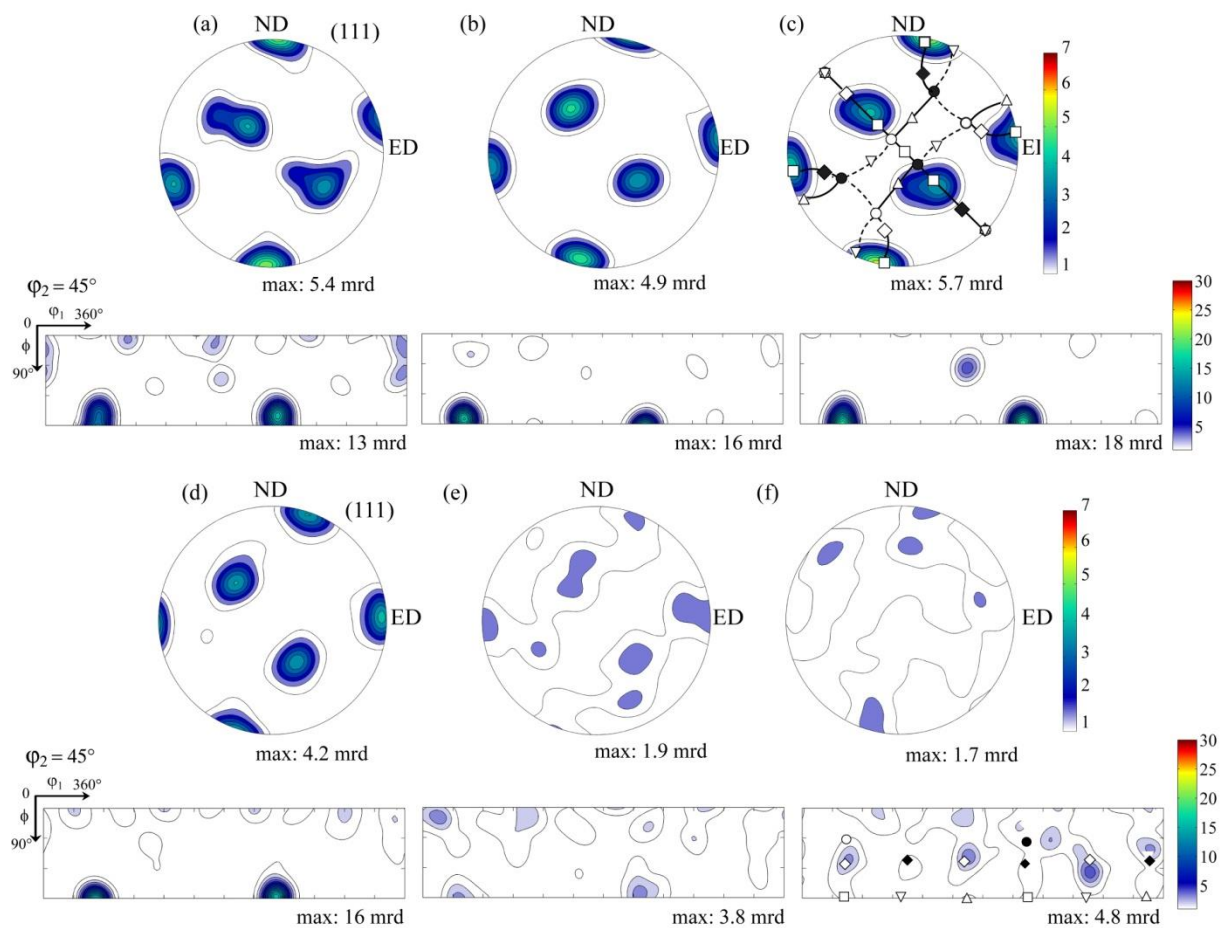 (a) ND (111)
(b) ND
(c) ND
ED
ED
7
6
5
4
3
2
1
max: 5.4 mrd
max: 4.9 mrd
max: 5.7 mrd
φ₂ = 45°
0 φ₁ 360°
ϕ
90°
30
25
20
15
10
5
max: 13 mrd
max: 16 mrd
max: 18 mrd
(d) ND (111)
(e) ND
(f) ND
ED
ED
ED
7
6
5
4
3
2
1
max: 4.2 mrd
max: 1.9 mrd
max: 1.7 mrd
φ₂ = 45°
0 φ₁ 360°
ϕ
90°
30
25
20
15
10
5
max: 16 mrd
max: 3.8 mrd
max: 4.8 mrd